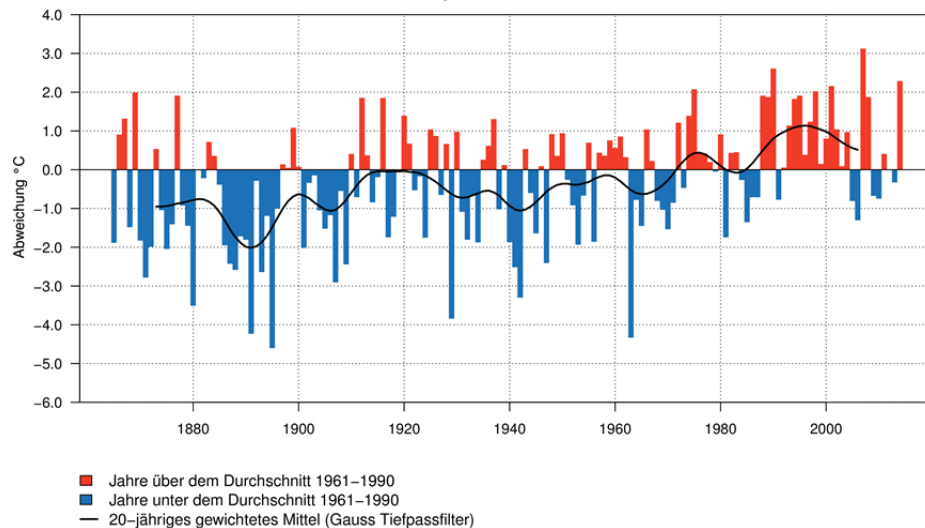 4.0
3.0
2.0
1.0
0.0
−1.0
−2.0
−3.0
−4.0
−5.0
−6.0
Abweichung °C
1880 1900 1920 1940 1960 1980 2000
Jahre über dem Durchschnitt 1961−1990
Jahre unter dem Durchschnitt 1961−1990
20−jähriges gewichtetes Mittel (Gauss Tiefpassfilter)